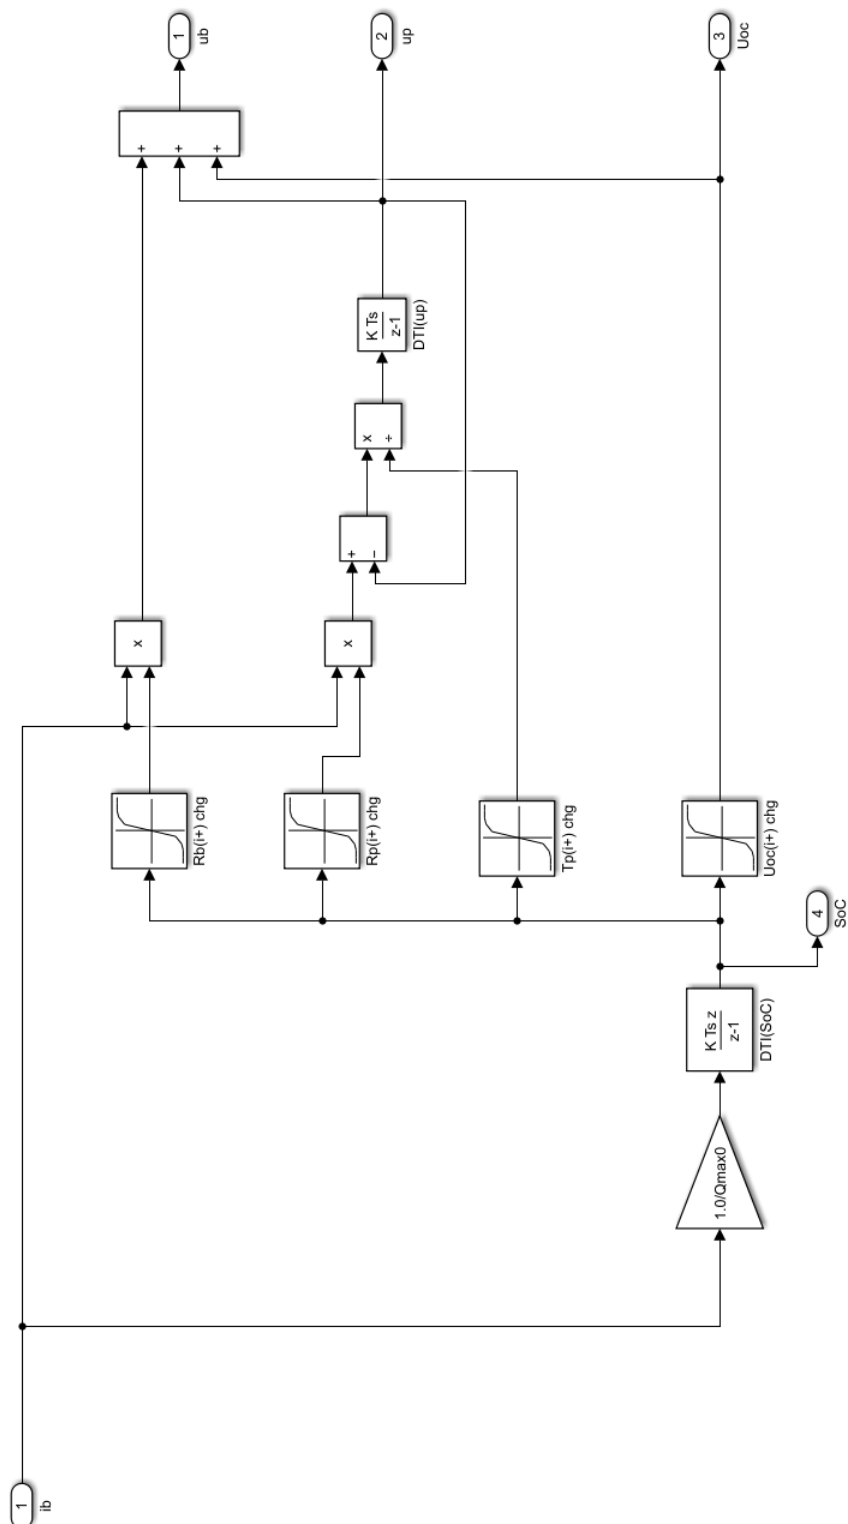 1
ib
Rb(i+) chg
x
+
+
+
1
ub
Rp(i+) chg
x
+
−
x
÷
K Ts
z-1
DTI(up)
2
up
Tp(i+) chg
1.0/Qmax0
K Ts z
z-1
DTI(SoC)
Uoc(i+) chg
3
Uoc
4
SoC